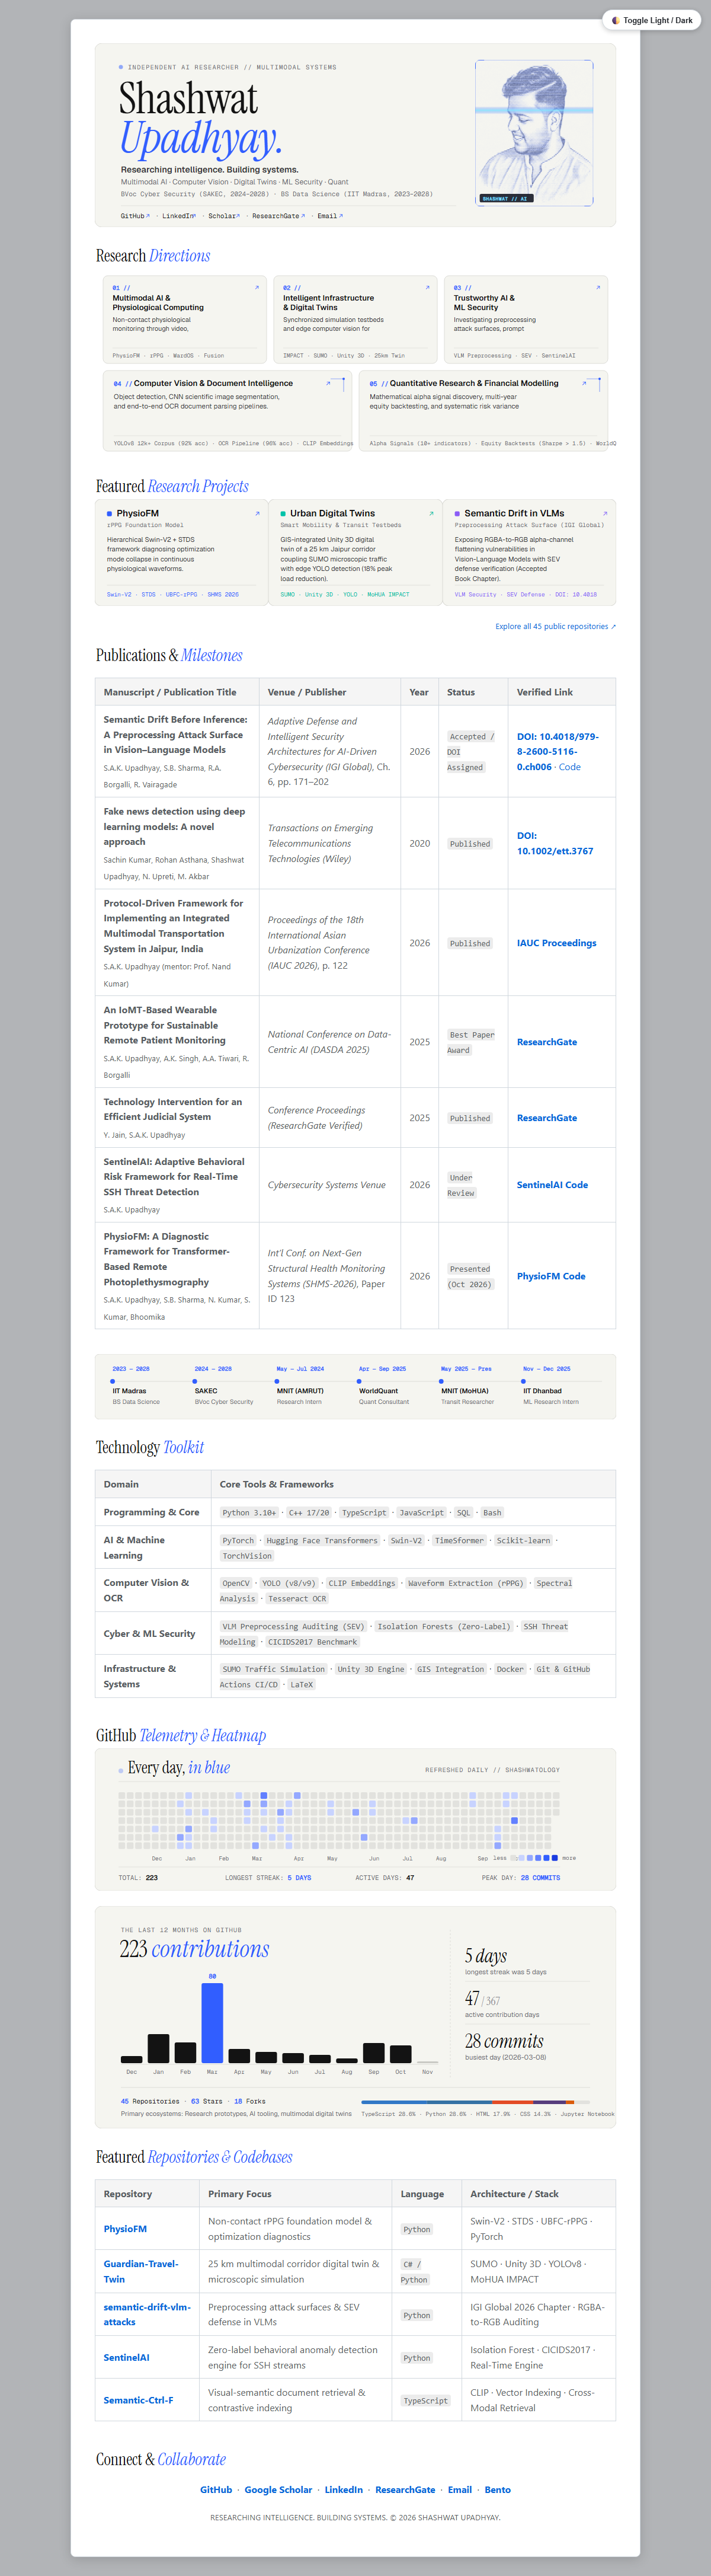 Toggle Light / Dark
INDEPENDENT AI RESEARCHER // MULTIMODAL SYSTEMS
Shashwat
Upadhyay.
Researching intelligence. Building systems.
Multimodal AI · Computer Vision · Digital Twins · ML Security · Quant
BVoc Cyber Security (SAKEC, 2024–2028) · BS Data Science (IIT Madras, 2023–2028)
GitHub↗ · LinkedIn↗ · Scholar↗ · ResearchGate↗ · Email↗
SHASHWAT // AI
Research Directions
01 // ↗
Multimodal AI &
Physiological Computing
Non-contact physiological
monitoring through video,
PhysioFM · rPPG · WardOS · Fusion
02 // ↗
Intelligent Infrastructure
& Digital Twins
Synchronized simulation testbeds
and edge computer vision for
IMPACT · SUMO · Unity 3D · 25km Twin
03 // ↗
Trustworthy AI &
ML Security
Investigating preprocessing
attack surfaces, prompt
VLM Preprocessing · SEV · SentinelAI
04 // Computer Vision & Document Intelligence ↗
Object detection, CNN scientific image segmentation,
and end-to-end OCR document parsing pipelines.
YOLOv8 12k+ Corpus (92% acc) · OCR Pipeline (96% acc) · CLIP Embeddings
05 // Quantitative Research & Financial Modelling ↗
Mathematical alpha signal discovery, multi-year
equity backtesting, and systematic risk variance
Alpha Signals (10+ indicators) · Equity Backtests (Sharpe > 1.5) · WorldQ
Featured Research Projects
PhysioFM ↗
rPPG Foundation Model
Hierarchical Swin-V2 + STDS
framework diagnosing optimization
mode collapse in continuous
physiological waveforms.
Swin-V2 · STDS · UBFC-rPPG · SHMS 2026
Urban Digital Twins ↗
Smart Mobility & Transit Testbeds
GIS-integrated Unity 3D digital
twin of a 25 km Jaipur corridor
coupling SUMO microscopic traffic
with edge YOLO detection (18% peak
load reduction).
SUMO · Unity 3D · YOLO · MoHUA IMPACT
Semantic Drift in VLMs ↗
Preprocessing Attack Surface (IGI Global)
Exposing RGBA-to-RGB alpha-channel
flattening vulnerabilities in
Vision-Language Models with SEV
defense verification (Accepted
Book Chapter).
VLM Security · SEV Defense · DOI: 10.4018
Explore all 45 public repositories ↗
Publications & Milestones
Manuscript / Publication Title Venue / Publisher Year Status Verified Link
Semantic Drift Before Inference:
A Preprocessing Attack Surface
in Vision–Language Models
S.A.K. Upadhyay, S.B. Sharma, R.A.
Borgalli, R. Vairagade
Adaptive Defense and
Intelligent Security
Architectures for AI-Driven
Cybersecurity (IGI Global), Ch.
6, pp. 171–202
2026
Accepted /
DOI
Assigned
DOI: 10.4018/979-
8-2600-5116-
0.ch006 · Code
Fake news detection using deep
learning models: A novel
approach
Sachin Kumar, Rohan Asthana, Shashwat
Upadhyay, N. Upreti, M. Akbar
Transactions on Emerging
Telecommunications
Technologies (Wiley)
2020
Published
DOI:
10.1002/ett.3767
Protocol-Driven Framework for
Implementing an Integrated
Multimodal Transportation
System in Jaipur, India
S.A.K. Upadhyay (mentor: Prof. Nand
Kumar)
Proceedings of the 18th
International Asian
Urbanization Conference
(IAUC 2026), p. 122
2026
Published
IAUC Proceedings
An IoMT-Based Wearable
Prototype for Sustainable
Remote Patient Monitoring
S.A.K. Upadhyay, A.K. Singh, A.A. Tiwari, R.
Borgalli
National Conference on Data-
Centric AI (DASDA 2025)
2025
Best Paper
Award
ResearchGate
Technology Intervention for an
Efficient Judicial System
Y. Jain, S.A.K. Upadhyay
Conference Proceedings
(ResearchGate Verified)
2025
Published
ResearchGate
SentinelAI: Adaptive Behavioral
Risk Framework for Real-Time
SSH Threat Detection
S.A.K. Upadhyay
Cybersecurity Systems Venue
2026
Under
Review
SentinelAI Code
PhysioFM: A Diagnostic
Framework for Transformer-
Based Remote
Photoplethysmography
S.A.K. Upadhyay, S.B. Sharma, N. Kumar, S.
Kumar, Bhoomika
Int'l Conf. on Next-Gen
Structural Health Monitoring
Systems (SHMS-2026), Paper
ID 123
2026
Presented
(Oct 2026)
PhysioFM Code
2023 – 2028
IIT Madras
BS Data Science
2024 – 2028
SAKEC
BVoc Cyber Security
May – Jul 2024
MNIT (AMRUT)
Research Intern
Apr – Sep 2025
WorldQuant
Quant Consultant
May 2025 – Pres
MNIT (MoHUA)
Transit Researcher
Nov – Dec 2025
IIT Dhanbad
ML Research Intern
Technology Toolkit
Domain Core Tools & Frameworks
Programming & Core
Python 3.10+ · C++ 17/20 · TypeScript · JavaScript · SQL · Bash
AI & Machine
Learning
PyTorch · Hugging Face Transformers · Swin-V2 · TimeSformer · Scikit-learn ·
TorchVision
Computer Vision &
OCR
OpenCV · YOLO (v8/v9) · CLIP Embeddings · Waveform Extraction (rPPG) · Spectral
Analysis · Tesseract OCR
Cyber & ML Security
VLM Preprocessing Auditing (SEV) · Isolation Forests (Zero-Label) · SSH Threat
Modeling · CICIDS2017 Benchmark
Infrastructure &
Systems
SUMO Traffic Simulation · Unity 3D Engine · GIS Integration · Docker · Git & GitHub
Actions CI/CD · LaTeX
GitHub Telemetry & Heatmap
Every day, in blue
REFRESHED DAILY // SHASHWATOLOGY
Dec Jan Feb Mar Apr May Jun Jul Aug Sep less more
TOTAL: 223 LONGEST STREAK: 5 DAYS ACTIVE DAYS: 47 PEAK DAY: 28 COMMITS
THE LAST 12 MONTHS ON GITHUB
223 contributions
80
Dec Jan Feb Mar Apr May Jun Jul Aug Sep Oct Nov
5 days
longest streak was 5 days
47 / 367
active contribution days
28 commits
busiest day (2026-03-08)
45 Repositories · 63 Stars · 18 Forks
Primary ecosystems: Research prototypes, AI tooling, multimodal digital twins
TypeScript 28.6% · Python 28.6% · HTML 17.9% · CSS 14.3% · Jupyter Notebook
Featured Repositories & Codebases
Repository Primary Focus Language Architecture / Stack
PhysioFM
Non-contact rPPG foundation model &
optimization diagnostics
Python
Swin-V2 · STDS · UBFC-rPPG ·
PyTorch
Guardian-Travel-
Twin
25 km multimodal corridor digital twin &
microscopic simulation
C# /
Python
SUMO · Unity 3D · YOLOv8 ·
MoHUA IMPACT
semantic-drift-vlm-
attacks
Preprocessing attack surfaces & SEV
defense in VLMs
Python
IGI Global 2026 Chapter · RGBA-
to-RGB Auditing
SentinelAI
Zero-label behavioral anomaly detection
engine for SSH streams
Python
Isolation Forest · CICIDS2017 ·
Real-Time Engine
Semantic-Ctrl-F
Visual-semantic document retrieval &
contrastive indexing
TypeScript
CLIP · Vector Indexing · Cross-
Modal Retrieval
Connect & Collaborate
GitHub · Google Scholar · LinkedIn · ResearchGate · Email · Bento
RESEARCHING INTELLIGENCE. BUILDING SYSTEMS. © 2026 SHASHWAT UPADHYAY.